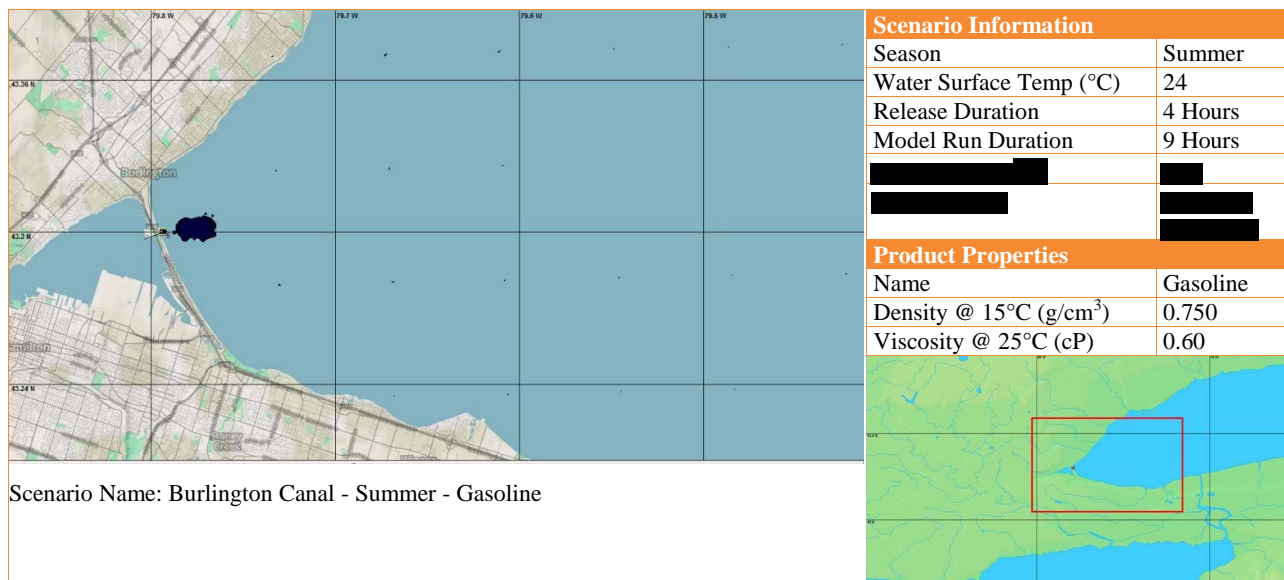 79.8 W
79.7 W
79.6 W
79.5 W
43.36 N
Burlington
43.3 N
43.24 N
Stoney
Creek
Scenario Name: Burlington Canal - Summer - Gasoline
Scenario Information
Season Summer
Water Surface Temp (°C) 24
Release Duration 4 Hours
Model Run Duration 9 Hours
Product Properties
Name Gasoline
Density @ 15°C (g/cm³) 0.750
Viscosity @ 25°C (cP) 0.60